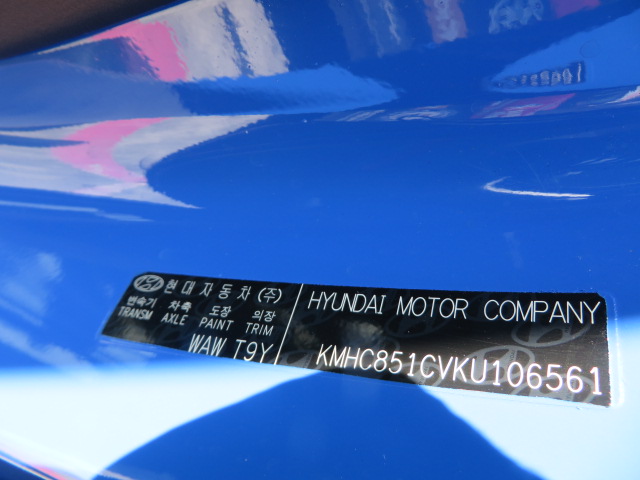 현대자동차 (주)
변속기 차축 도장 의장
TRANSM AXLE PAINT TRIM
WAW T9Y
HYUNDAI MOTOR COMPANY
KMHC851CVKU106561